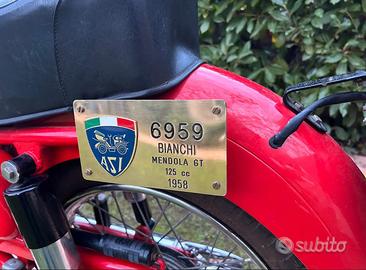 6959
BIANCHI
MENDOLA GT
125 cc
1958
ASI
subito